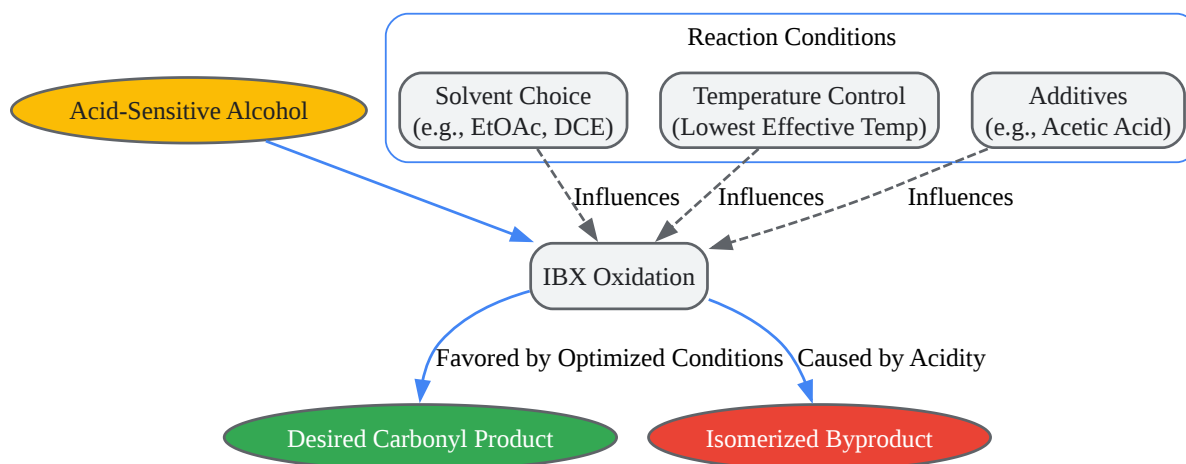 Reaction Conditions
Acid-Sensitive Alcohol
Solvent Choice
(e.g., EtOAc, DCE)
Temperature Control
(Lowest Effective Temp)
Additives
(e.g., Acetic Acid)
Influences
Influences
Influences
IBX Oxidation
Favored by Optimized Conditions
Caused by Acidity
Desired Carbonyl Product
Isomerized Byproduct